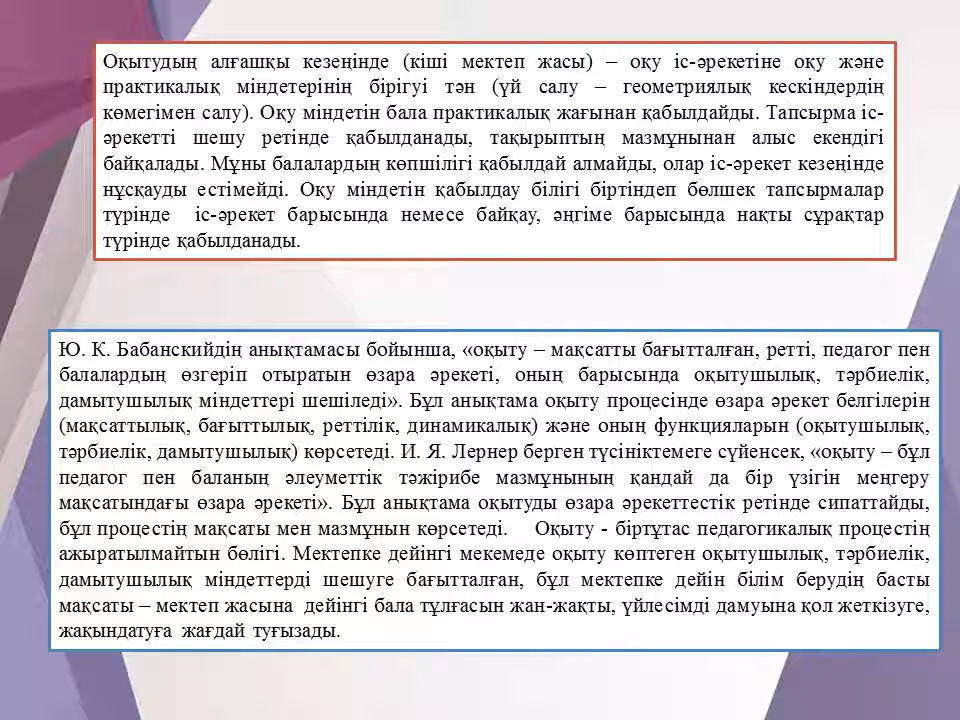 Оқытудың алғашқы кезеңінде (кіші мектеп жасы) – оқу іс-әрекетіне оқу және
практикалық міндетерінің бірігуі тән (үй салу – геометриялық кескіндердің
көмегімен салу). Оқу міндетін бала практикалық жағынан қабылдайды. Тапсырма іс-
әрекетті шешу ретінде қабылданады, тақырыптың мазмұнынан алыс екендігі
байқалады. Мұны балалардың көпшілігі қабылдай алмайды, олар іс-әрекет кезеңінде
нұсқауды естімейді. Оқу міндетін қабылдау білігі біртіндеп бөлшек тапсырмалар
түрінде іс-әрекет барысында немесе байқау, әңгіме барысында нақты сұрақтар
түрінде қабылданады.
Ю. К. Бабанскийдің анықтамасы бойынша, «оқыту – мақсатты бағытталған, ретті, педагог пен
балалардың өзгеріп отыратын өзара әрекеті, оның барысында оқытушылық, тәрбиелік,
дамытушылық міндеттері шешіледі». Бұл анықтама оқыту процесінде өзара әрекет белгілерін
(мақсаттылық, бағыттылық, реттілік, динамикалық) және оның функцияларын (оқытушылық,
тәрбиелік, дамытушылық) көрсетеді. И. Я. Лернер берген түсініктемеге сүйенсек, «оқыту – бұл
педагог пен баланың әлеуметтік тәжірибе мазмұнының қандай да бір үзігін меңгеру
мақсатындағы өзара әрекеті». Бұл анықтама оқытуды өзара әрекеттестік ретінде сипаттайды,
бұл процестің мақсаты мен мазмұнын көрсетеді. Оқыту - біртұтас педагогикалық процестің
ажыратылмайтын бөлігі. Мектепке дейінгі мекемеде оқыту көптеген оқытушылық, тәрбиелік,
дамытушылық міндеттерді шешуге бағытталған, бұл мектепке дейін білім берудің басты
мақсаты – мектеп жасына дейінгі бала тұлғасын жан-жақты, үйлесімді дамуына қол жеткізуге,
жақындатуға жағдай туғызады.